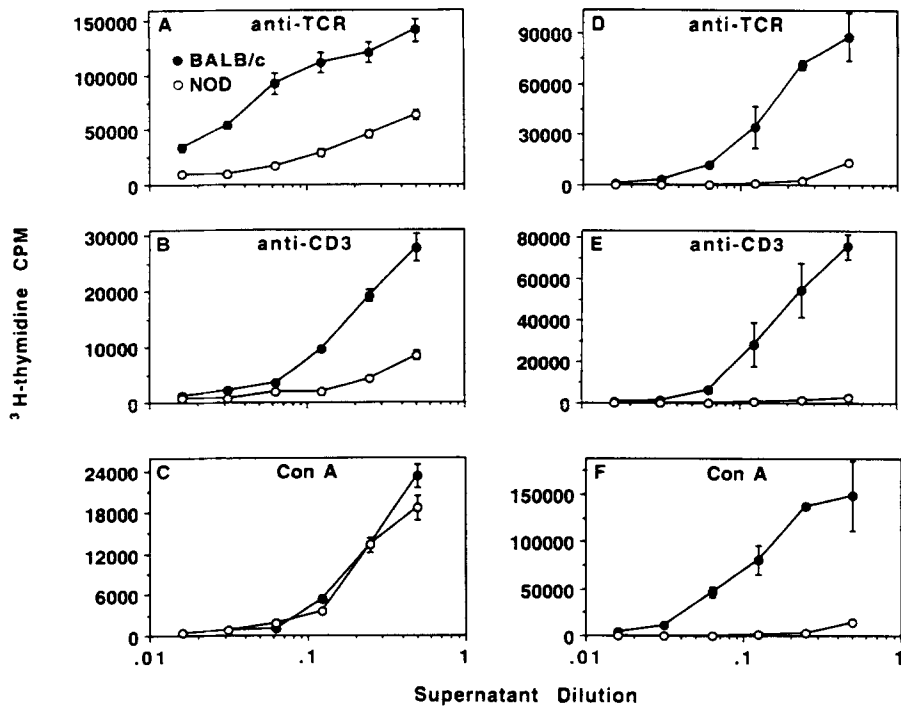 A
anti-TCR
BALB/c
NOD
150000
100000
50000
0
D
anti-TCR
90000
60000
30000
0
B
anti-CD3
30000
20000
10000
0
E
anti-CD3
80000
60000
40000
20000
0
C
Con A
24000
18000
12000
6000
0
.01
.1
1
F
Con A
150000
100000
50000
0
.01
.1
1
³H-thymidine CPM
Supernatant Dilution